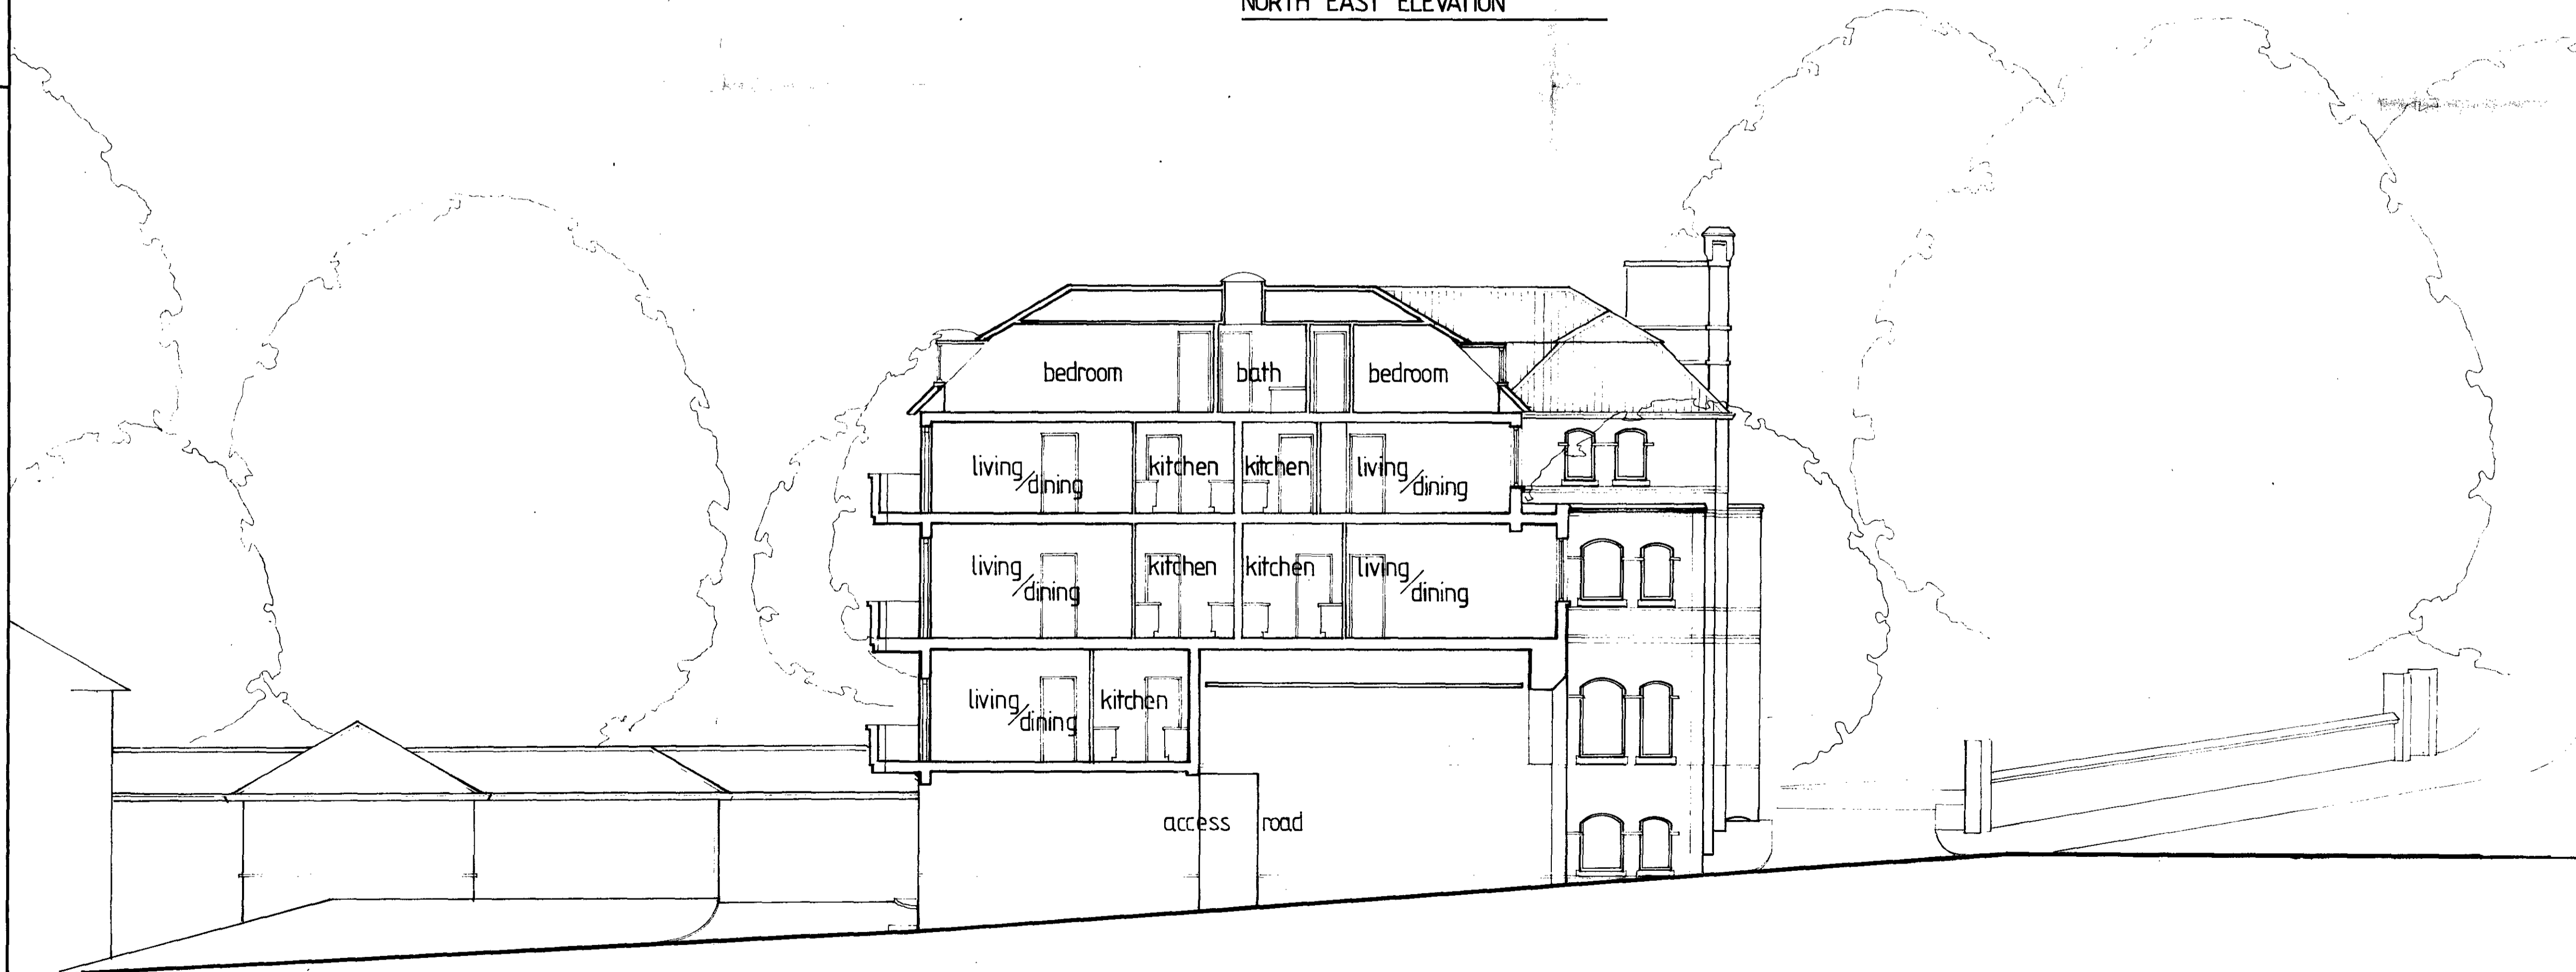 NORTH EAST ELEVATION
bedroom bath bedroom
living/dining kitchen kitchen living/dining
living/dining kitchen kitchen living/dining
living/dining kitchen
access road